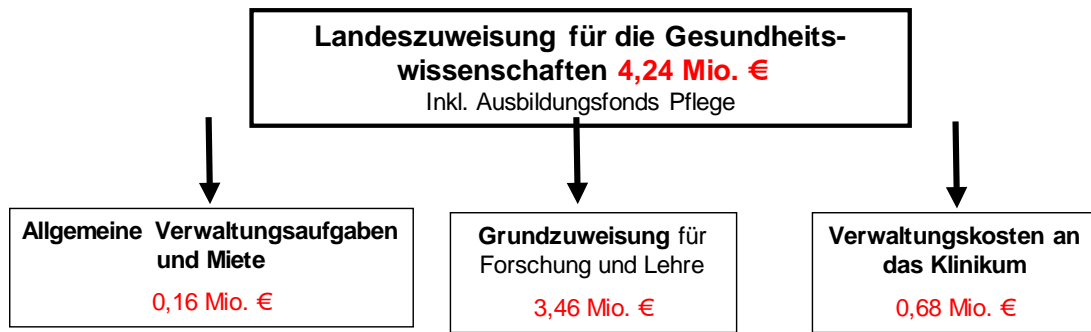 Landeszuweisung für die Gesundheits-
wissenschaften 4,24 Mio. €
Inkl. Ausbildungsfonds Pflege
Allgemeine Verwaltungsaufgaben
und Miete
0,16 Mio. €
Grundzuweisung für
Forschung und Lehre
3,46 Mio. €
Verwaltungskosten an
das Klinikum
0,68 Mio. €